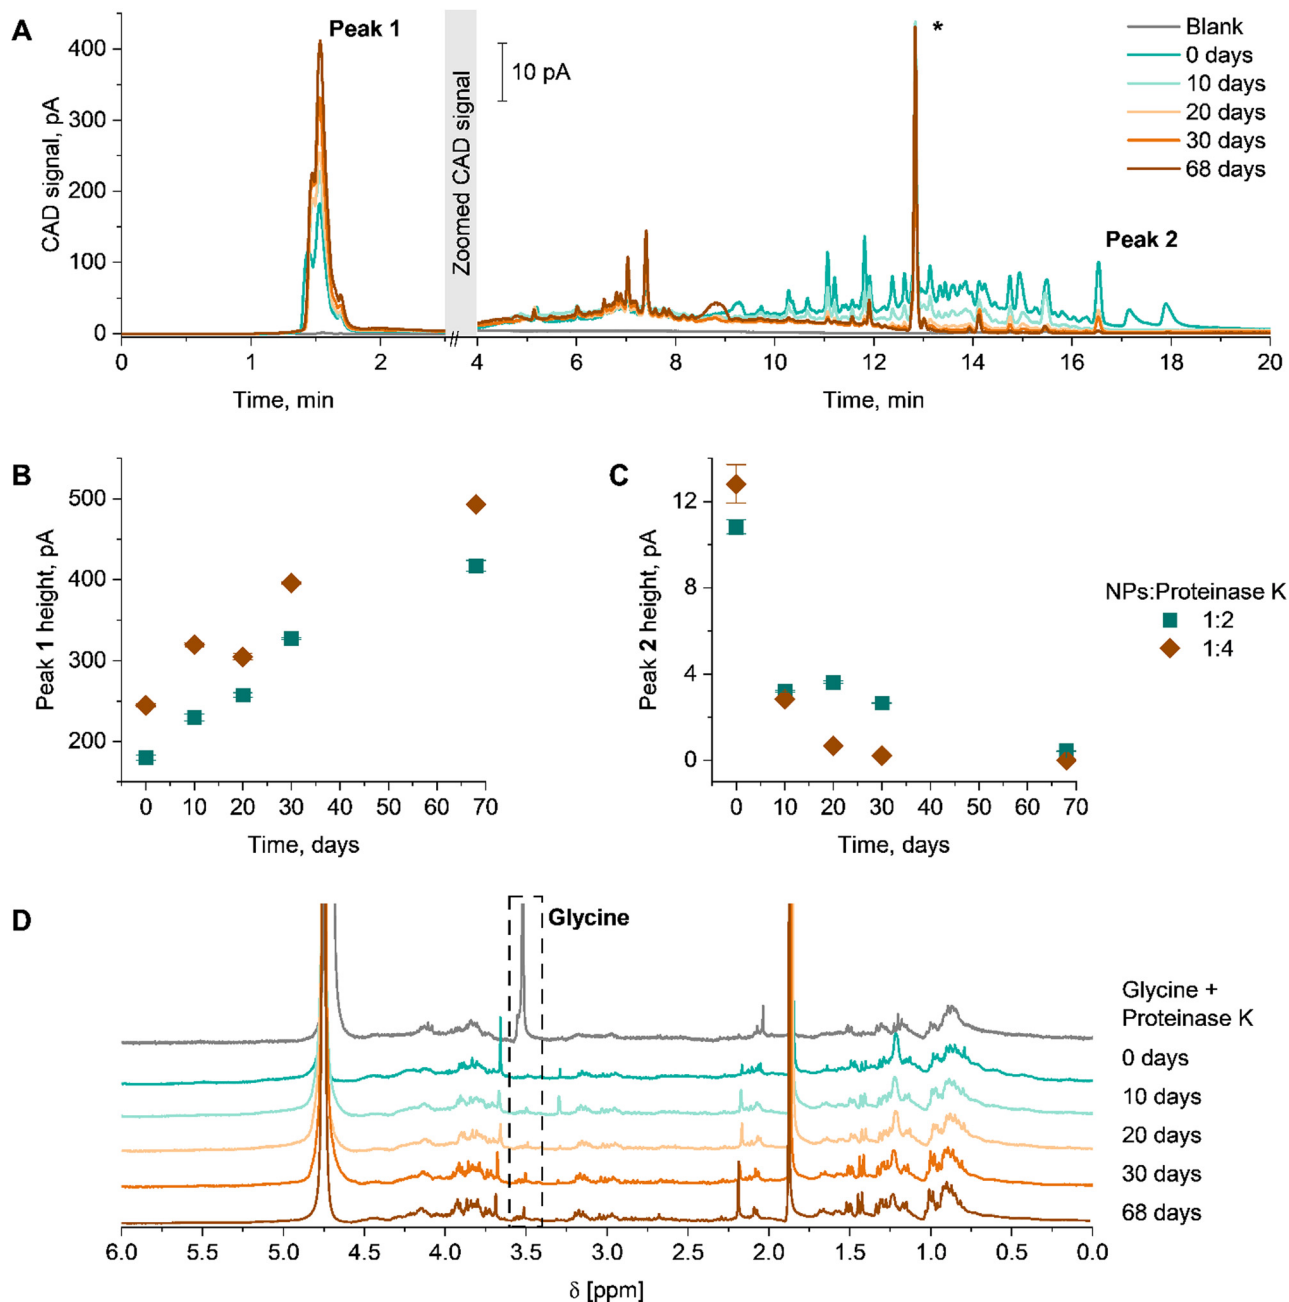 A
Peak 1
*
10 pA
Zoomed CAD signal
Peak 2
Blank
0 days
10 days
20 days
30 days
68 days
CAD signal, pA
400
300
200
100
0
0 1 2 4 6 8 10 12 14 16 18 20
Time, min Time, min
B
Peak 1 height, pA
500
400
300
200
0 10 20 30 40 50 60 70
Time, days
C
Peak 2 height, pA
12
8
4
0
0 10 20 30 40 50 60 70
Time, days
NPs:Proteinase K
1:2
1:4
D
Glycine
Glycine +
Proteinase K
0 days
10 days
20 days
30 days
68 days
6.0 5.5 5.0 4.5 4.0 3.5 3.0 2.5 2.0 1.5 1.0 0.5 0.0
δ [ppm]